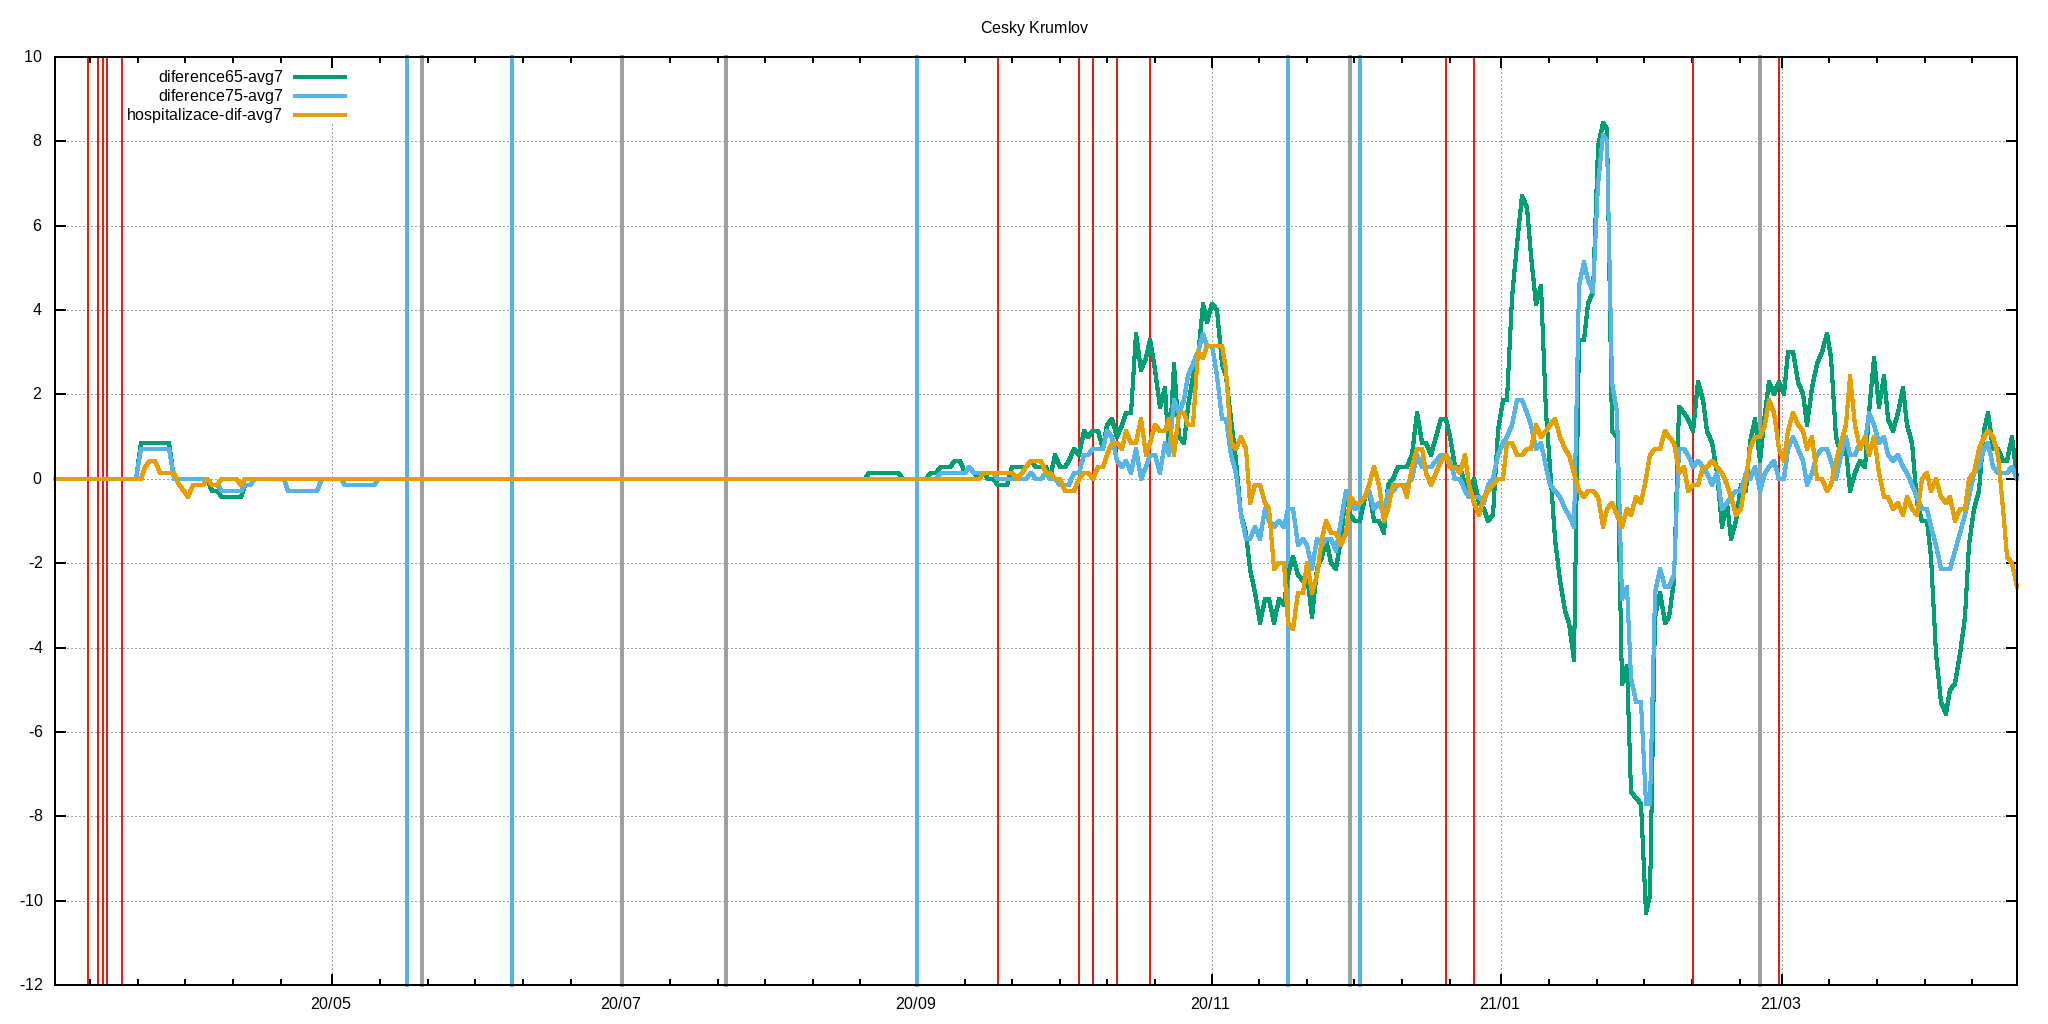 Cesky Krumlov
diference65-avg7
diference75-avg7
hospitalizace-dif-avg7
10
8
6
4
2
0
-2
-4
-6
-8
-10
-12
20/05 20/07 20/09 20/11 21/01 21/03